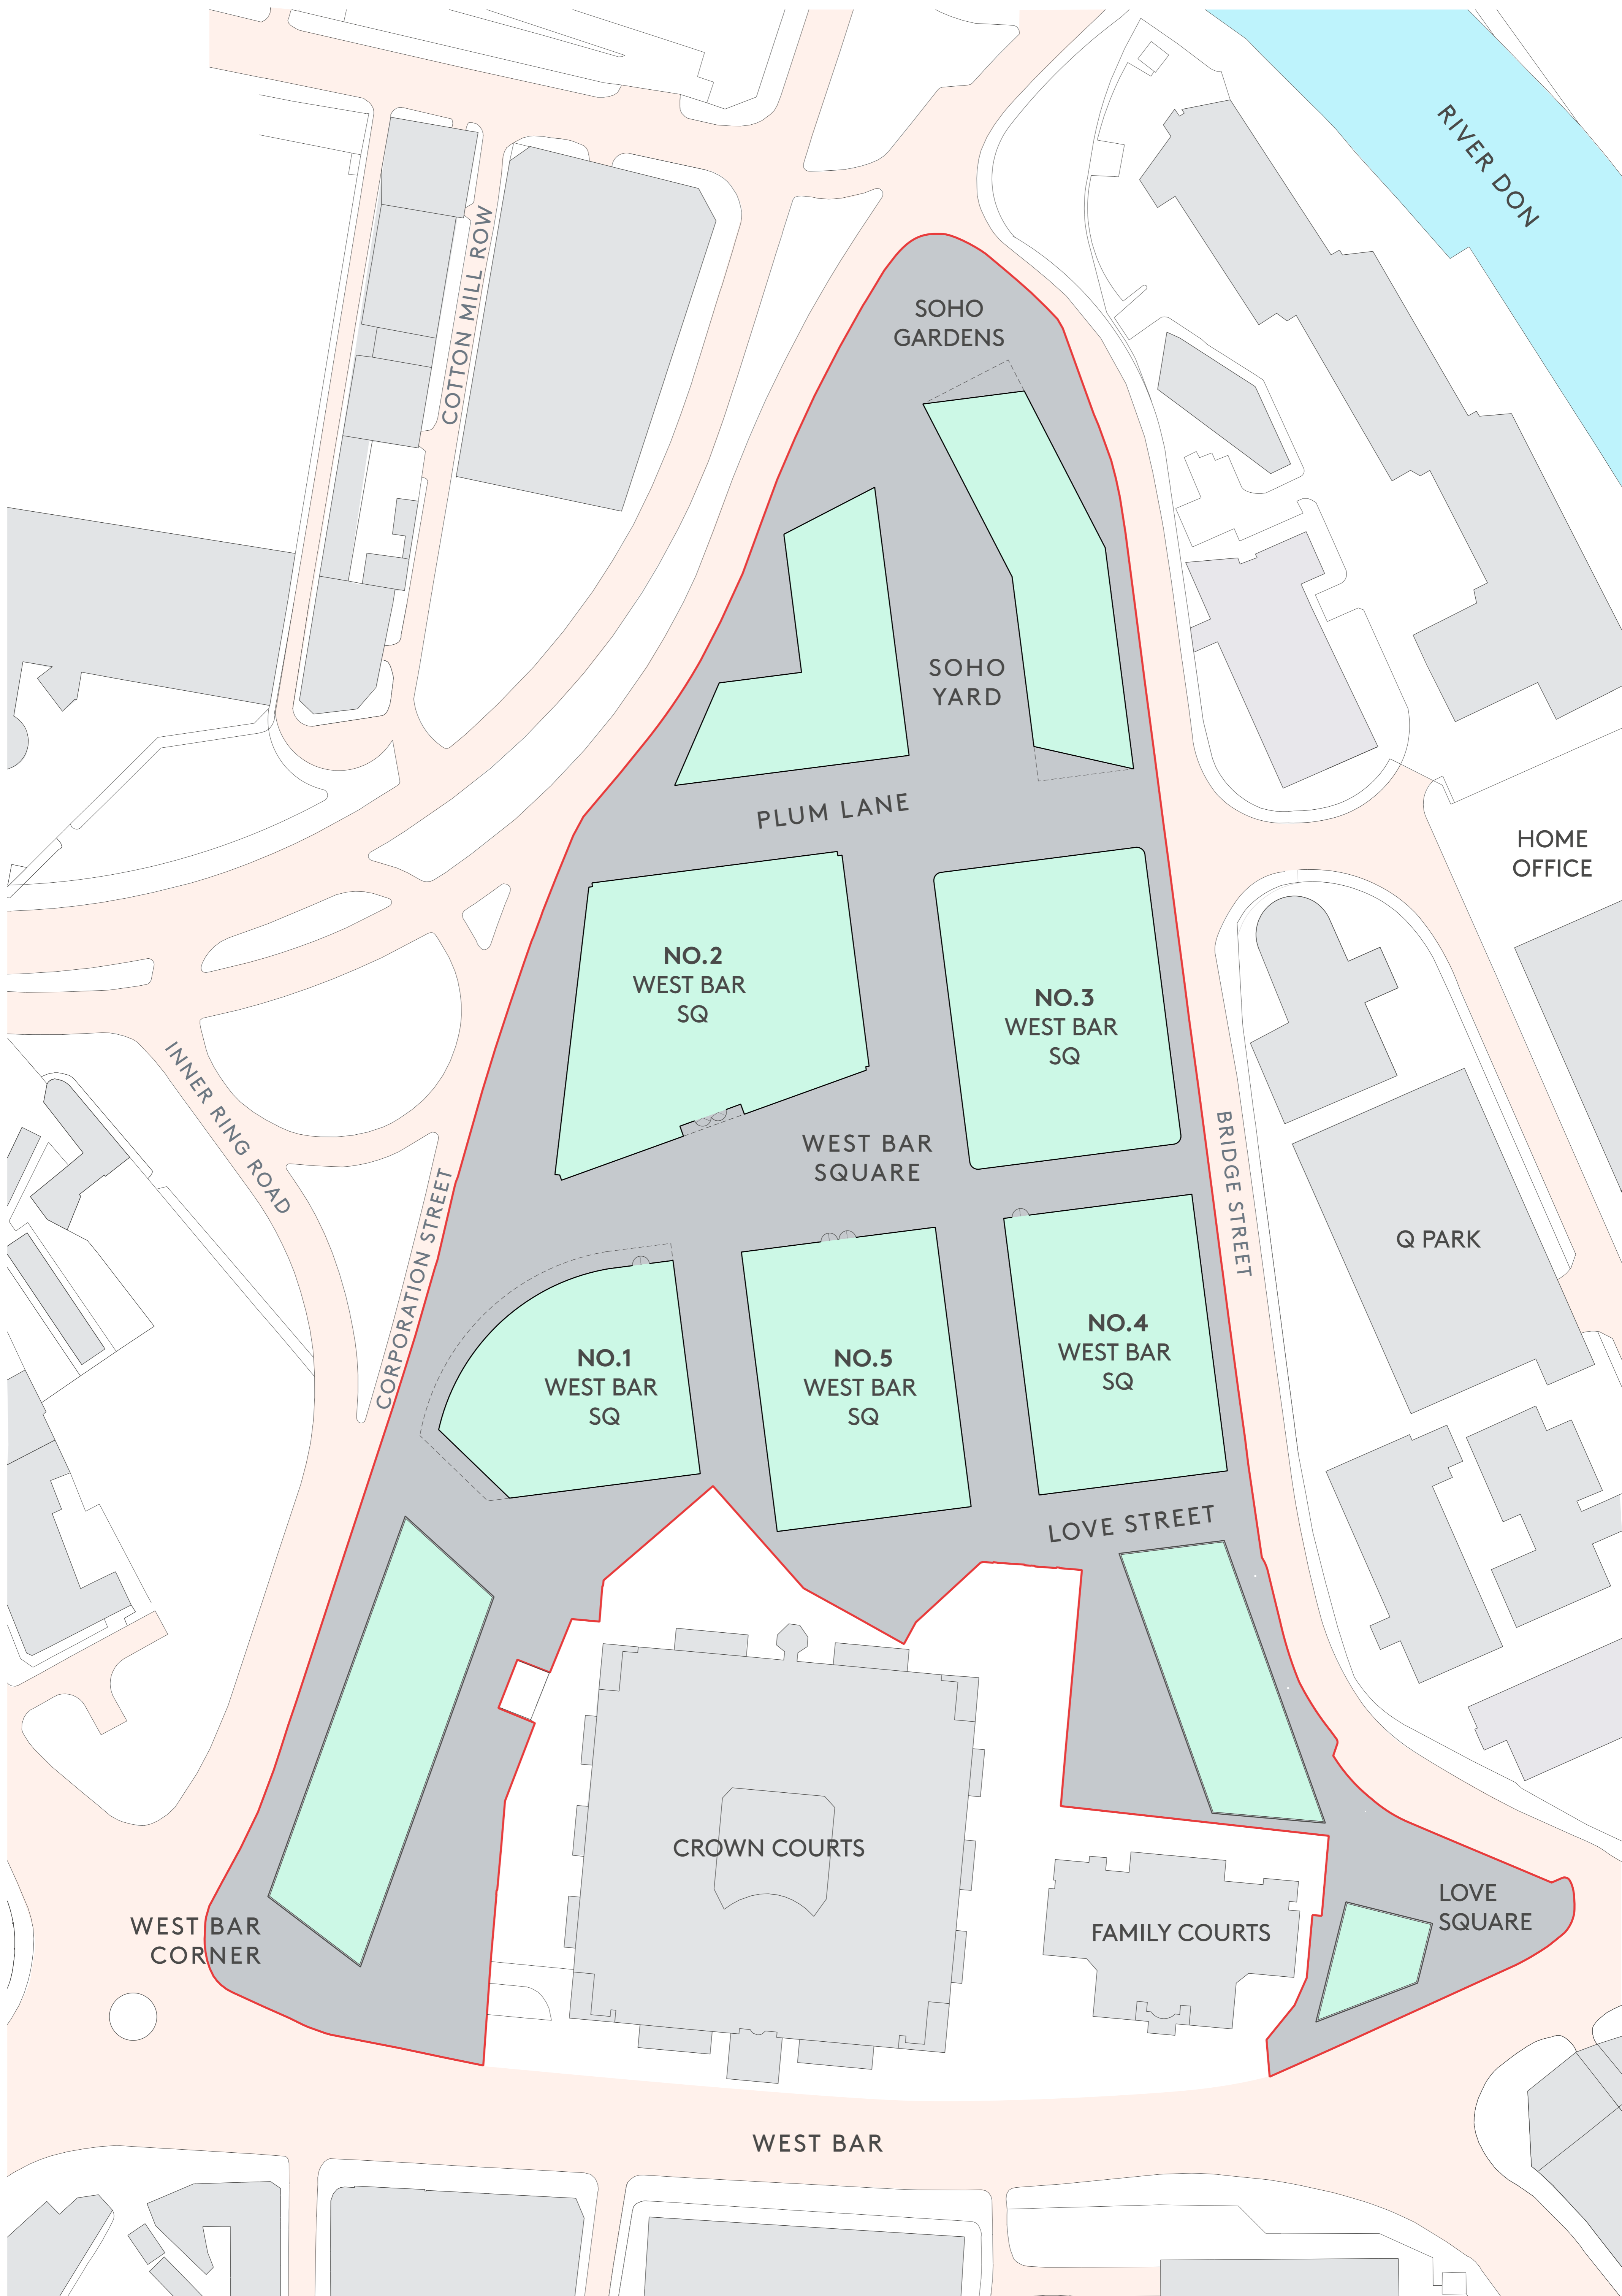 RIVER DON
COTTON MILL ROW
SOHO
GARDENS
SOHO
YARD
PLUM LANE
HOME
OFFICE
NO.2
WEST BAR
SQ
NO.3
WEST BAR
SQ
INNER RING ROAD
WEST BAR
SQUARE
BRIDGE STREET
CORPORATION STREET
Q PARK
NO.1
WEST BAR
SQ
NO.5
WEST BAR
SQ
NO.4
WEST BAR
SQ
LOVE STREET
CROWN COURTS
LOVE
SQUARE
WEST BAR
CORNER
FAMILY COURTS
WEST BAR